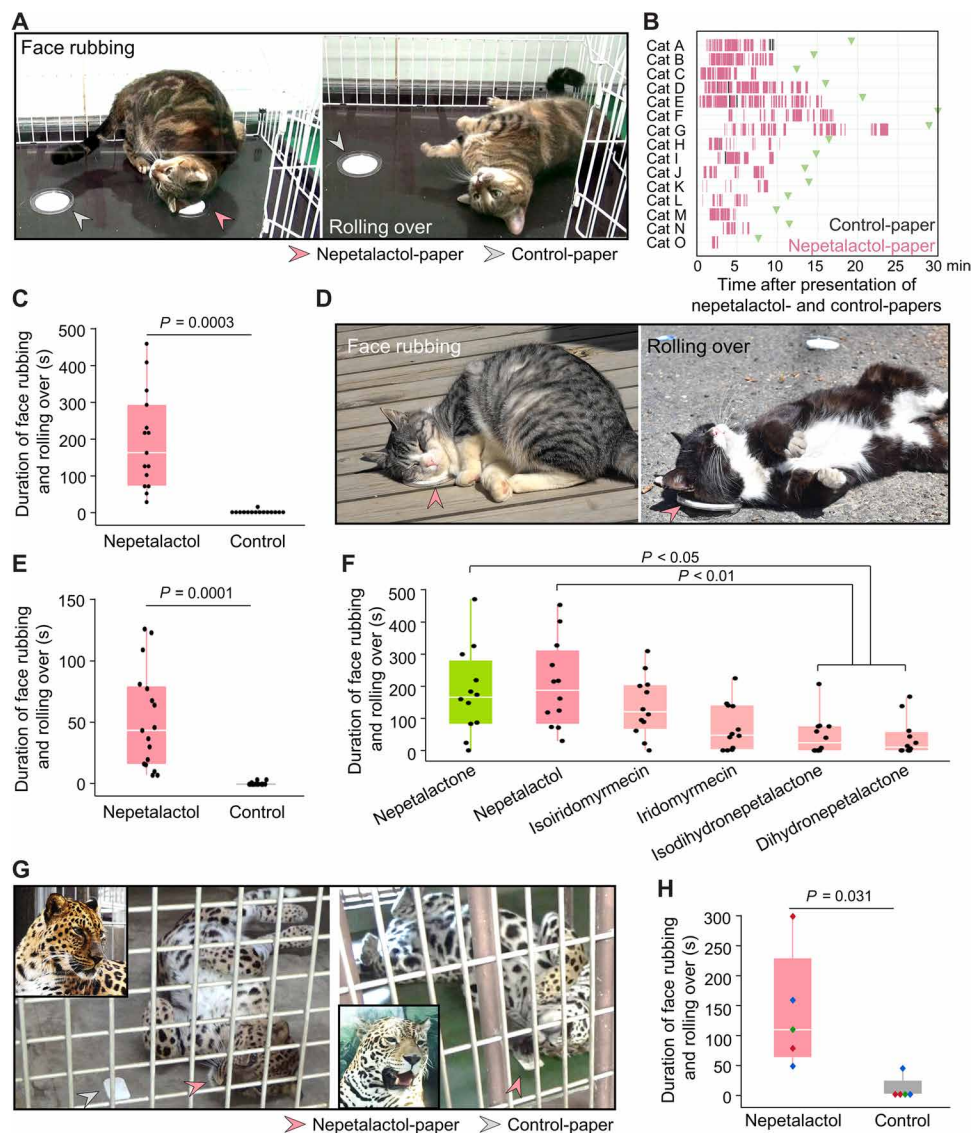 A
Face rubbing
Rolling over
Nepetalactol-paper
Control-paper
B
Cat A
Cat B
Cat C
Cat D
Cat E
Cat F
Cat G
Cat H
Cat I
Cat J
Cat K
Cat L
Cat M
Cat N
Cat O
Control-paper
Nepetalactol-paper
0 5 10 15 20 25 30 min
Time after presentation of
nepetalactol- and control-papers
C
P = 0.0003
Duration of face rubbing
and rolling over (s)
500
400
300
200
100
0
Nepetalactol Control
D
Face rubbing
Rolling over
E
P = 0.0001
Duration of face rubbing
and rolling over (s)
150
100
50
0
Nepetalactol Control
F
P < 0.05
P < 0.01
Duration of face rubbing
and rolling over (s)
500
400
300
200
100
0
Nepetalactone
Nepetalactol
Isoiridomyrmecin
Iridomyrmecin
Isodihydronepetalactone
Dihydronepetalactone
G
Nepetalactol-paper
Control-paper
H
P = 0.031
Duration of face rubbing
and rolling over (s)
300
250
200
150
100
50
0
Nepetalactol Control